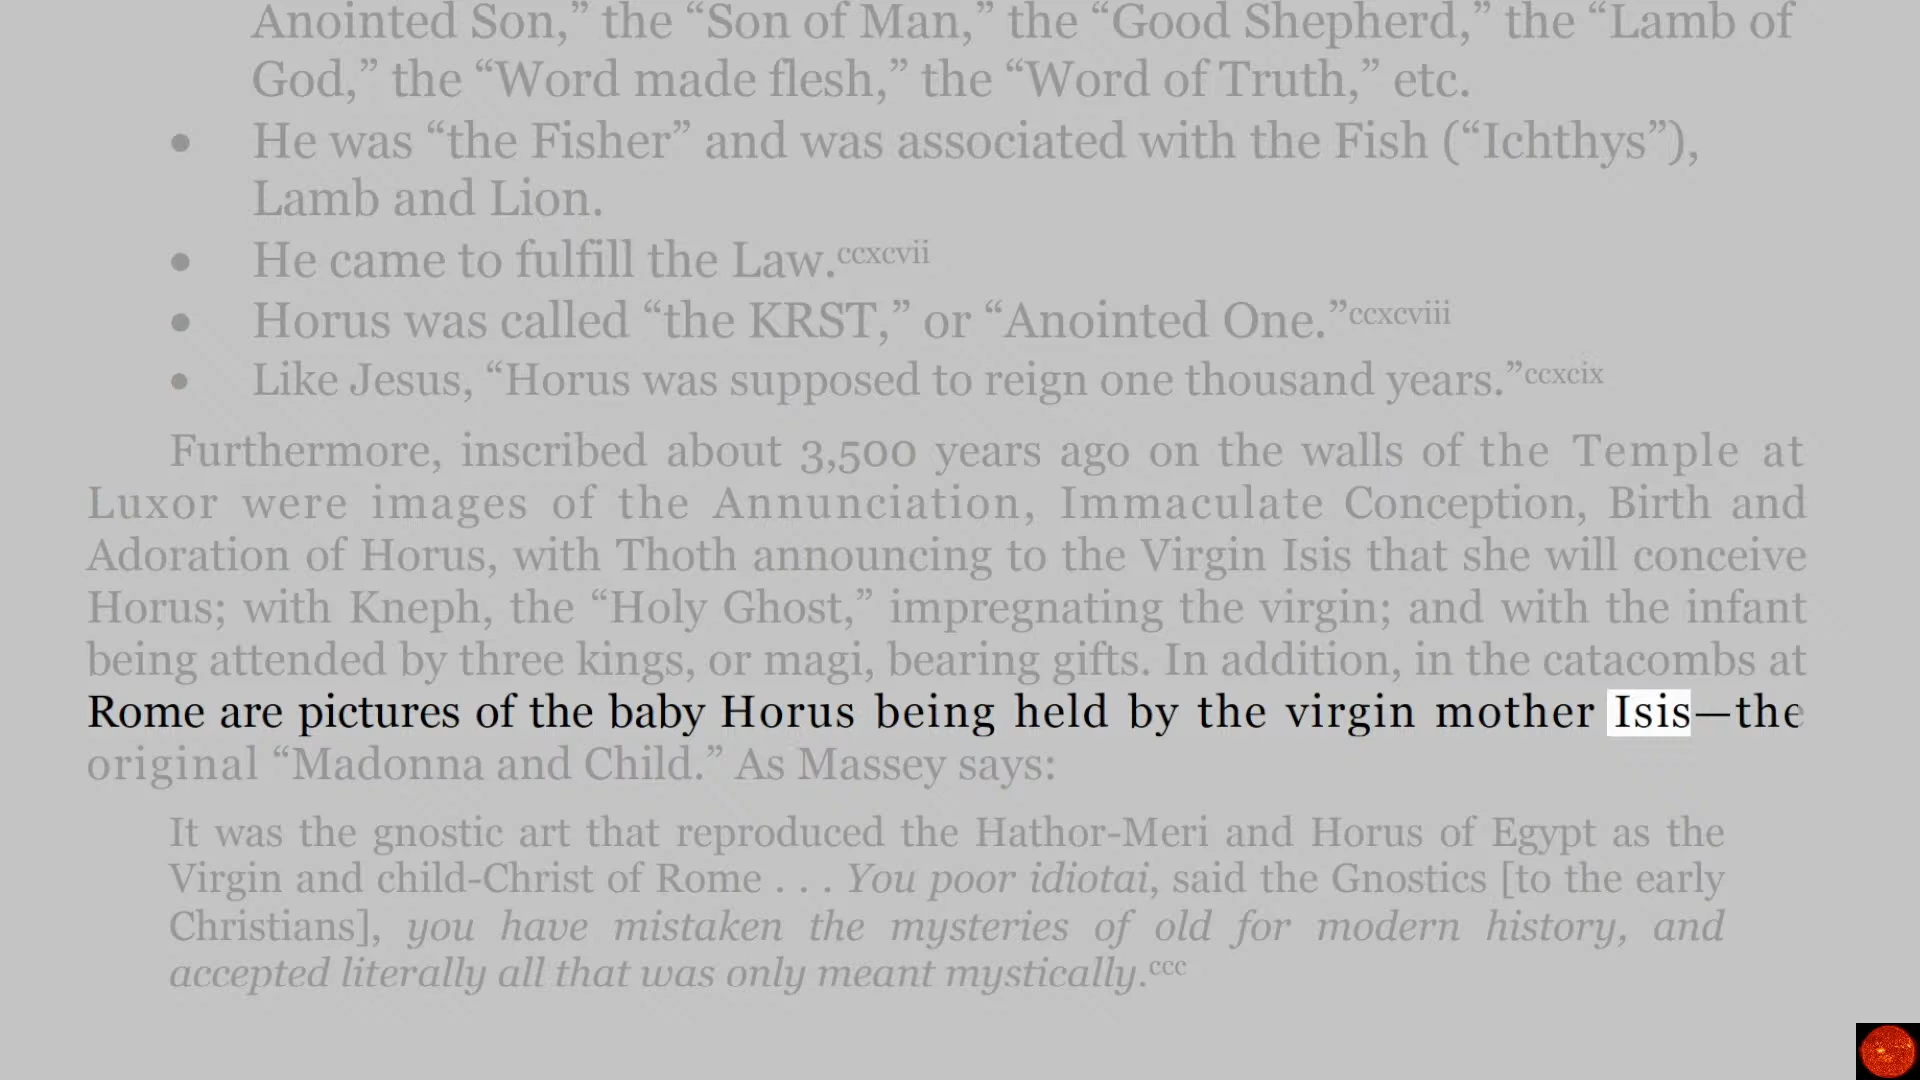 Anointed Son,” the “Son of Man,” the “Good Shepherd,” the “Lamb of
God,” the “Word made flesh,” the “Word of Truth,” etc.
• He was “the Fisher” and was associated with the Fish (“Ichthys”),
Lamb and Lion.
• He came to fulfill the Law.ccxcvii
• Horus was called “the KRST,” or “Anointed One.”ccxcviii
• Like Jesus, “Horus was supposed to reign one thousand years.”ccxcix
Furthermore, inscribed about 3,500 years ago on the walls of the Temple at
Luxor were images of the Annunciation, Immaculate Conception, Birth and
Adoration of Horus, with Thoth announcing to the Virgin Isis that she will conceive
Horus; with Kneph, the “Holy Ghost,” impregnating the virgin; and with the infant
being attended by three kings, or magi, bearing gifts. In addition, in the catacombs at
Rome are pictures of the baby Horus being held by the virgin mother Isis—the
original “Madonna and Child.” As Massey says:
It was the gnostic art that reproduced the Hathor-Meri and Horus of Egypt as the
Virgin and child-Christ of Rome . . . You poor idiotai, said the Gnostics [to the early
Christians], you have mistaken the mysteries of old for modern history, and
accepted literally all that was only meant mystically.ccc